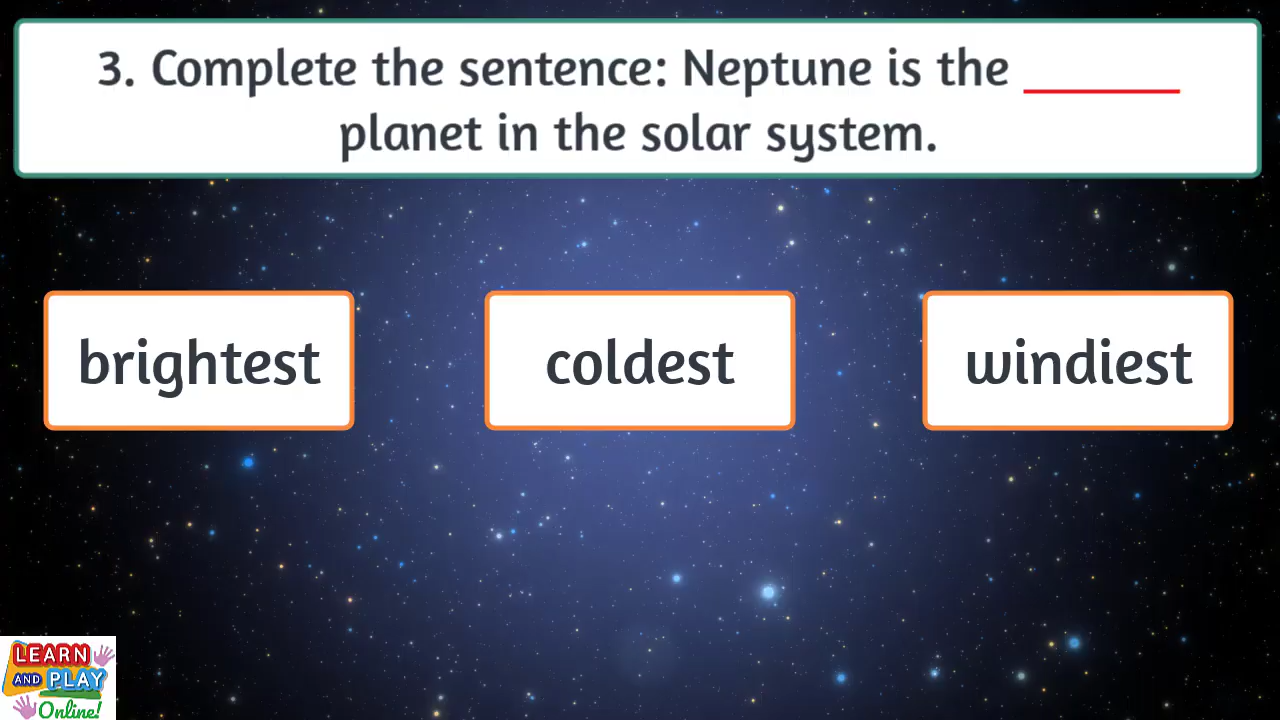 3. Complete the sentence: Neptune is the _______
planet in the solar system.
brightest
coldest
windiest
LEARN
AND PLAY
Online!